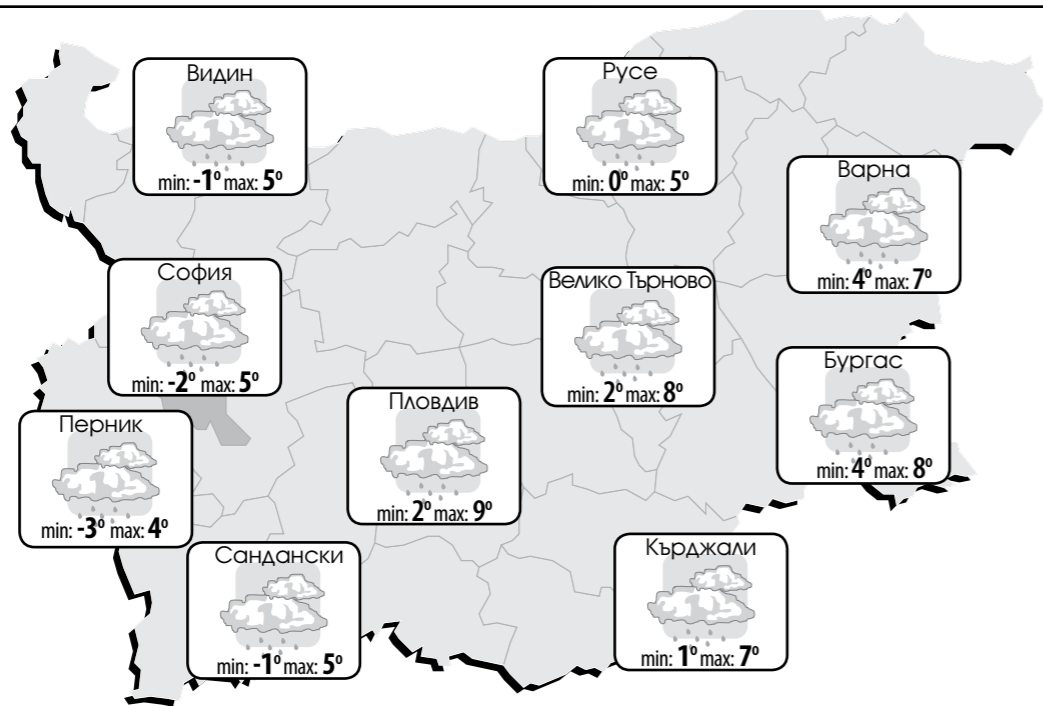 Видин
min: -1° max: 5°
Русе
min: 0° max: 5°
Варна
min: 4° max: 7°
София
min: -2° max: 5°
Велико Търново
min: 2° max: 8°
Бургас
min: 4° max: 8°
Пловдив
min: 2° max: 9°
Перник
min: -3° max: 4°
Сандански
min: -1° max: 5°
Кърджали
min: 1° max: 7°